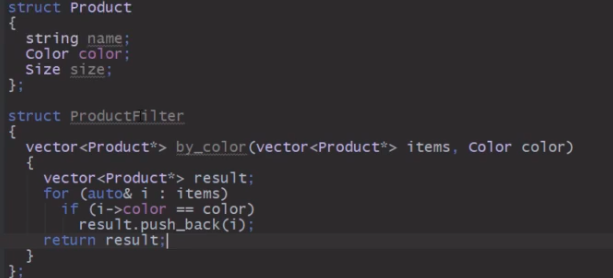 struct Product
{
  string name;
  Color color;
  Size size;
};

struct ProductFilter
{
  vector<Product*> by_color(vector<Product*> items, Color color)
  {
    vector<Product*> result;
    for (auto& i : items)
      if (i->color == color)
        result.push_back(i);
    return result;
  }
};